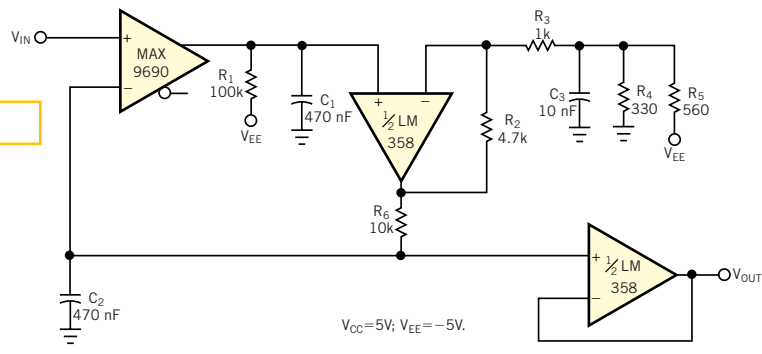 VIN
+
MAX
9690
−
R1
100k
VEE
C1
470 nF
+
−
½ LM
358
R2
4.7k
R3
1k
C3
10 nF
R4
330
R5
560
VEE
R6
10k
C2
470 nF
+
½ LM
358
−
VOUT
VCC=5V; VEE=−5V.